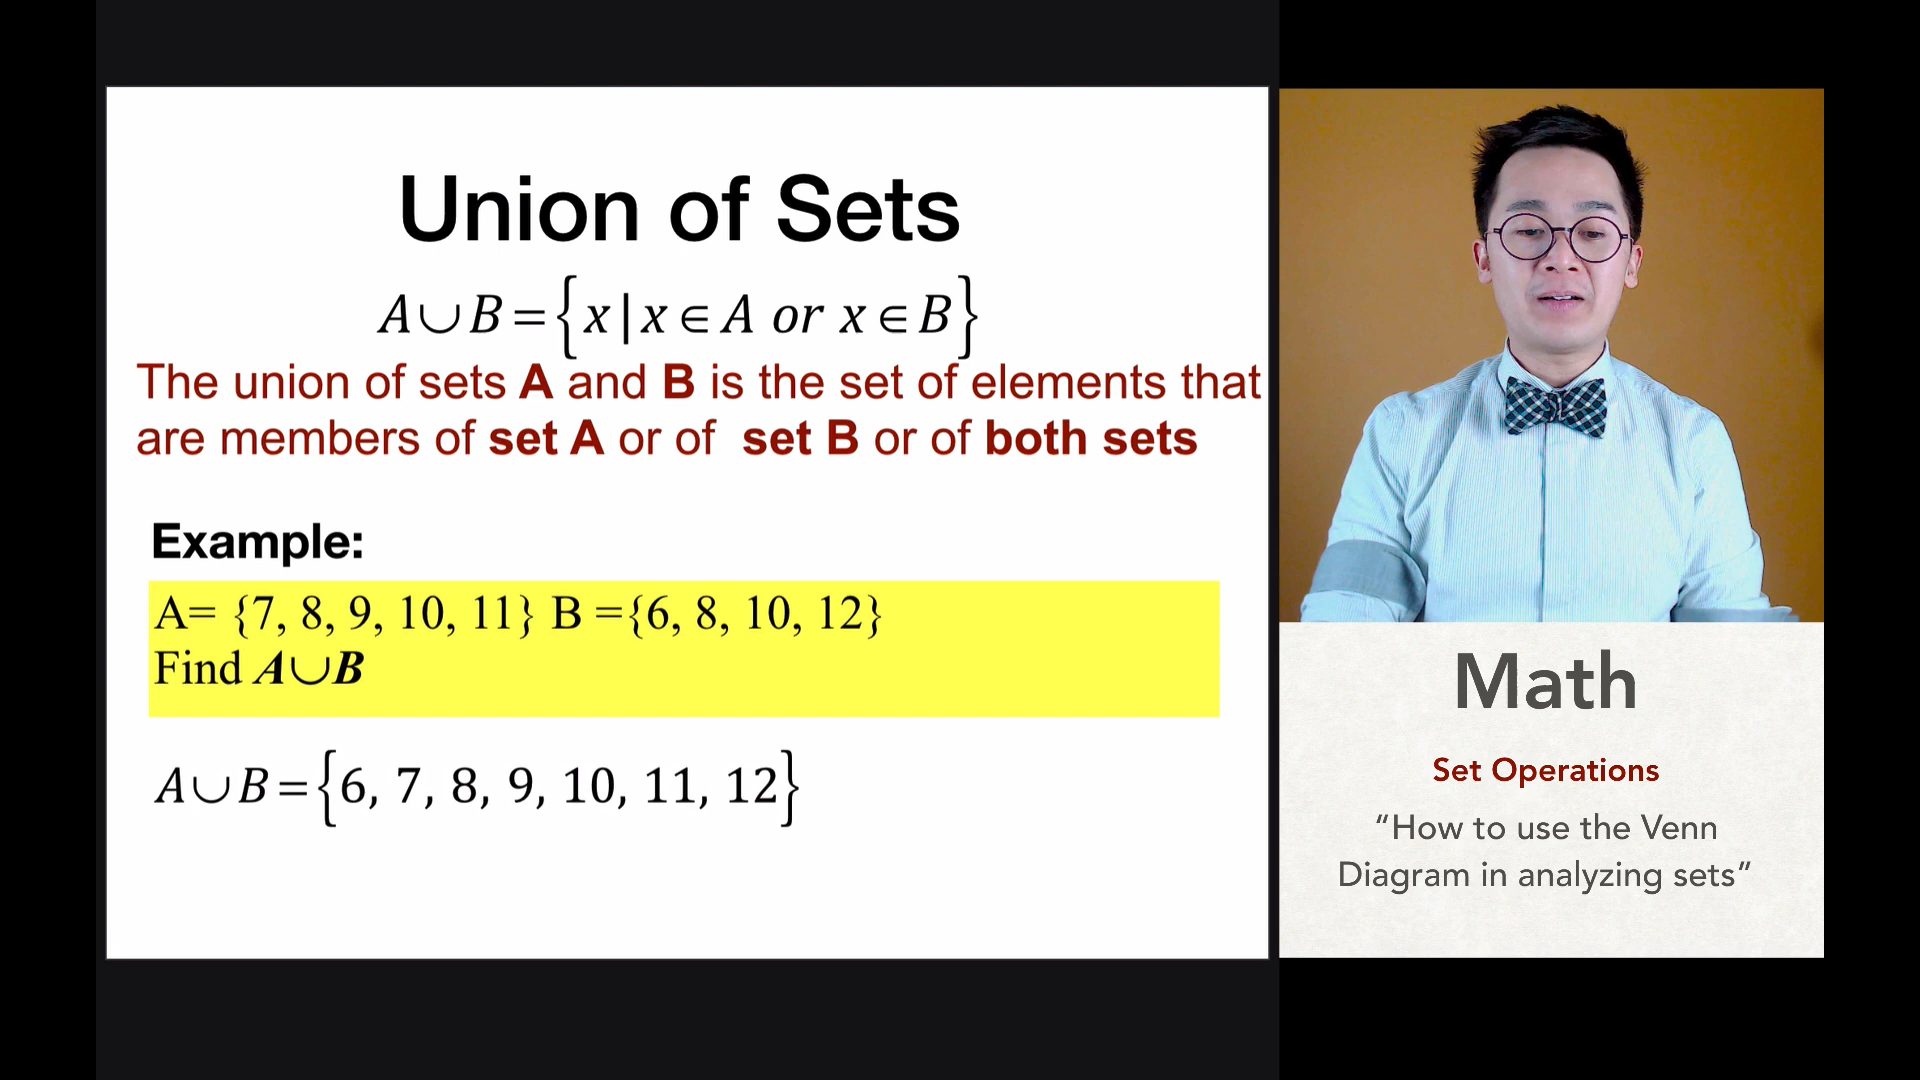 Union of Sets
A∪B={x|x∈A or x∈B}
The union of sets A and B is the set of elements that
are members of set A or of set B or of both sets
Example:
A= {7, 8, 9, 10, 11} B ={6, 8, 10, 12}
Find A∪B
A∪B={6, 7, 8, 9, 10, 11, 12}
Math
Set Operations
“How to use the Venn
Diagram in analyzing sets”